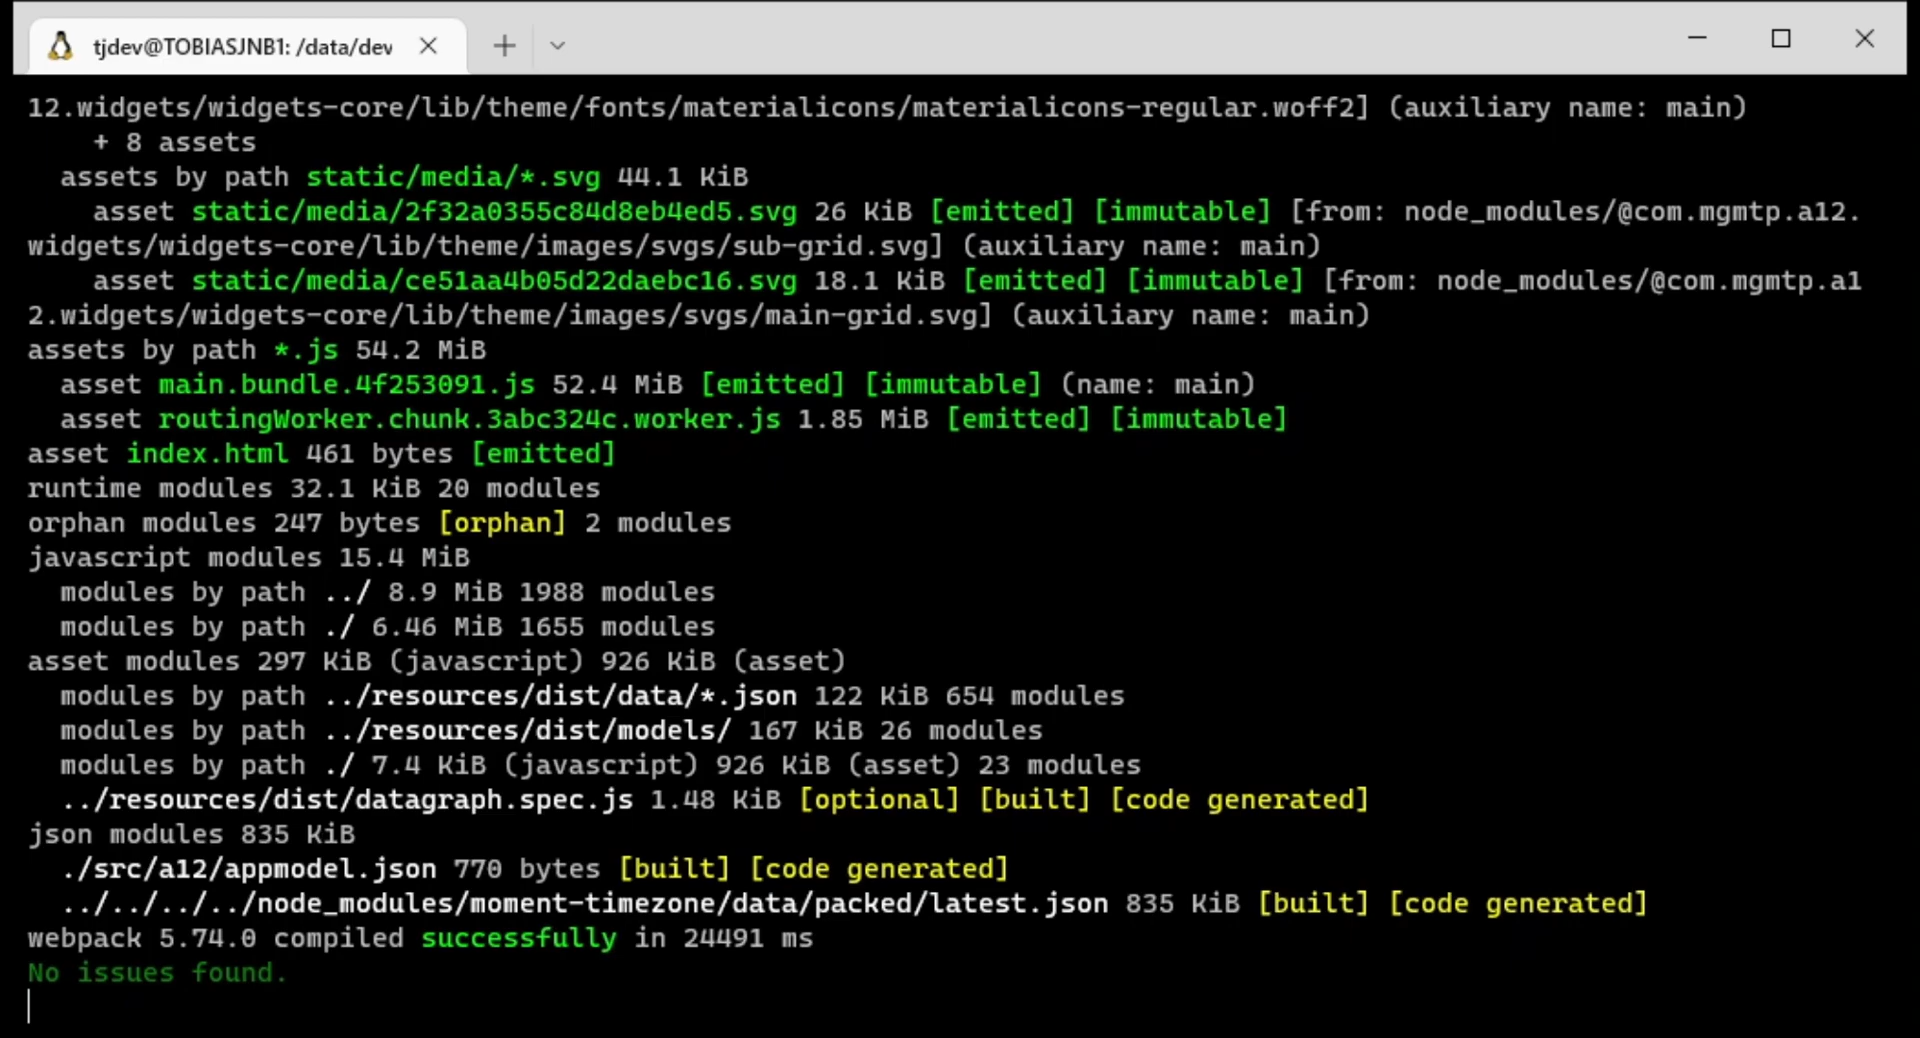 tjdev@TOBIASJNB1: /data/dev
12.widgets/widgets-core/lib/theme/fonts/materialicons/materialicons-regular.woff2] (auxiliary name: main)
    + 8 assets
  assets by path static/media/*.svg 44.1 KiB
    asset static/media/2f32a0355c84d8eb4ed5.svg 26 KiB [emitted] [immutable] [from: node_modules/@com.mgmtp.a12.
widgets/widgets-core/lib/theme/images/svgs/sub-grid.svg] (auxiliary name: main)
    asset static/media/ce51aa4b05d22daebc16.svg 18.1 KiB [emitted] [immutable] [from: node_modules/@com.mgmtp.a1
2.widgets/widgets-core/lib/theme/images/svgs/main-grid.svg] (auxiliary name: main)
assets by path *.js 54.2 MiB
  asset main.bundle.4f253091.js 52.4 MiB [emitted] [immutable] (name: main)
  asset routingWorker.chunk.3abc324c.worker.js 1.85 MiB [emitted] [immutable]
asset index.html 461 bytes [emitted]
runtime modules 32.1 KiB 20 modules
orphan modules 247 bytes [orphan] 2 modules
javascript modules 15.4 MiB
  modules by path ../ 8.9 MiB 1988 modules
  modules by path ./ 6.46 MiB 1655 modules
asset modules 297 KiB (javascript) 926 KiB (asset)
  modules by path ../resources/dist/data/*.json 122 KiB 654 modules
  modules by path ../resources/dist/models/ 167 KiB 26 modules
  modules by path ./ 7.4 KiB (javascript) 926 KiB (asset) 23 modules
  ../resources/dist/datagraph.spec.js 1.48 KiB [optional] [built] [code generated]
json modules 835 KiB
  ./src/a12/appmodel.json 770 bytes [built] [code generated]
  ../../../../node_modules/moment-timezone/data/packed/latest.json 835 KiB [built] [code generated]
webpack 5.74.0 compiled successfully in 24491 ms
No issues found.